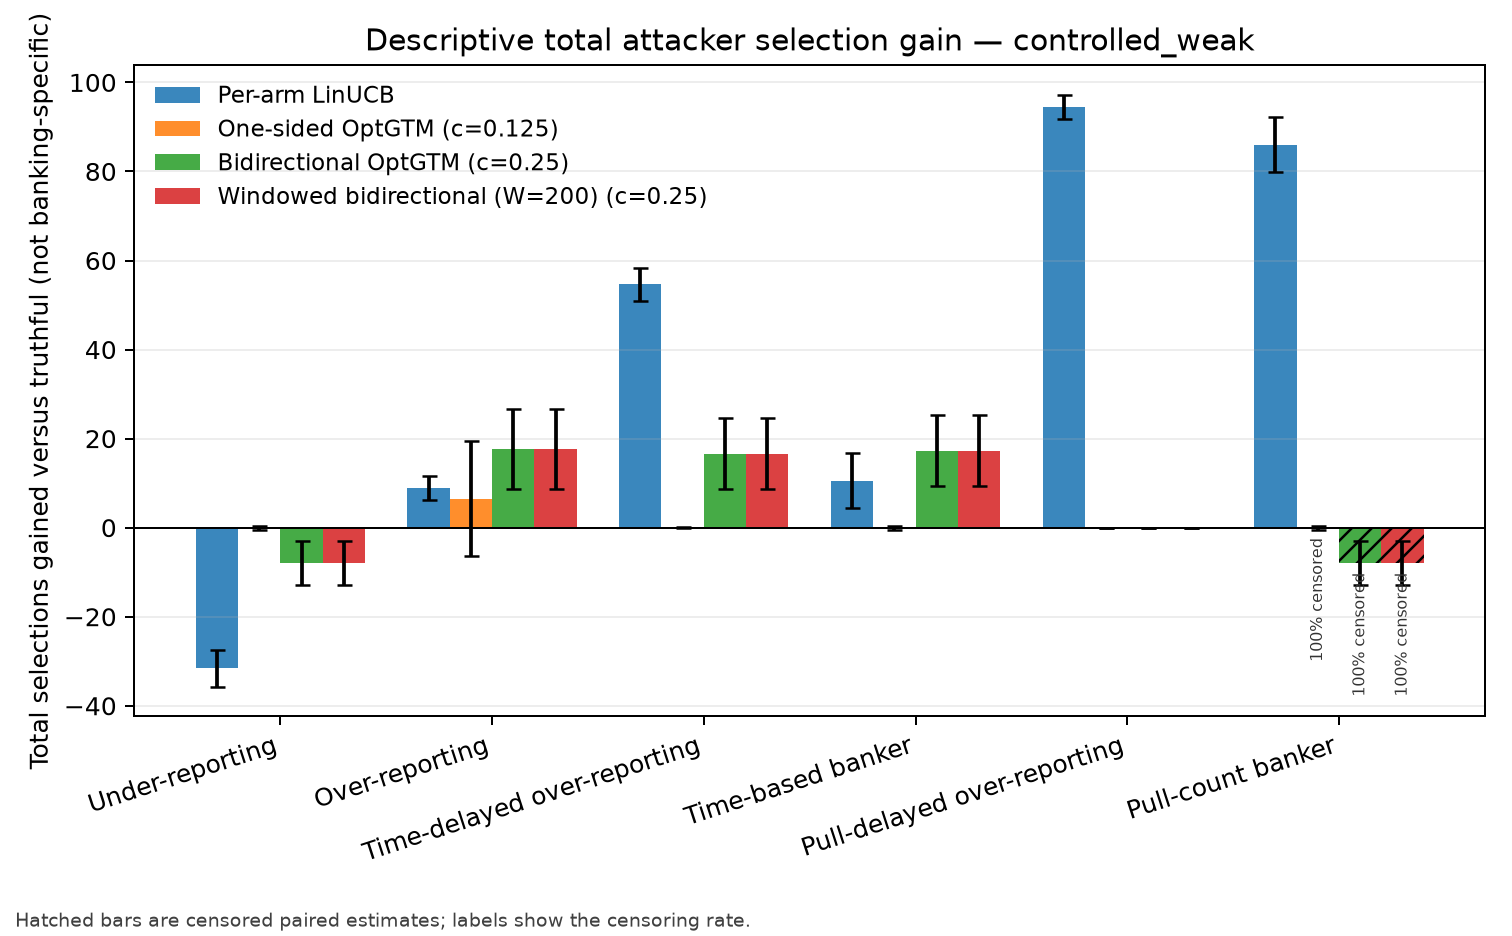 Descriptive total attacker selection gain — controlled_weak
Total selections gained versus truthful (not banking-specific)
100
80
60
40
20
0
−20
−40
Per-arm LinUCB
One-sided OptGTM (c=0.125)
Bidirectional OptGTM (c=0.25)
Windowed bidirectional (W=200) (c=0.25)
100% censored
100% censored
100% censored
Under-reporting
Over-reporting
Time-delayed over-reporting
Time-based banker
Pull-delayed over-reporting
Pull-count banker
Hatched bars are censored paired estimates; labels show the censoring rate.